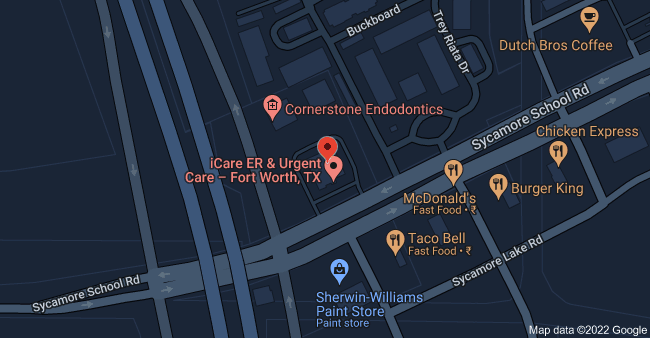 Buckboard
Trey Riata Dr
Dutch Bros Coffee
Cornerstone Endodontics
Sycamore School Rd
Chicken Express
iCare ER & Urgent
Care – Fort Worth, TX
McDonald's
Fast Food • ₹
Burger King
Taco Bell
Fast Food • ₹
Sycamore Lake Rd
Sycamore School Rd
Sherwin-Williams
Paint Store
Paint store
Map data ©2022 Google